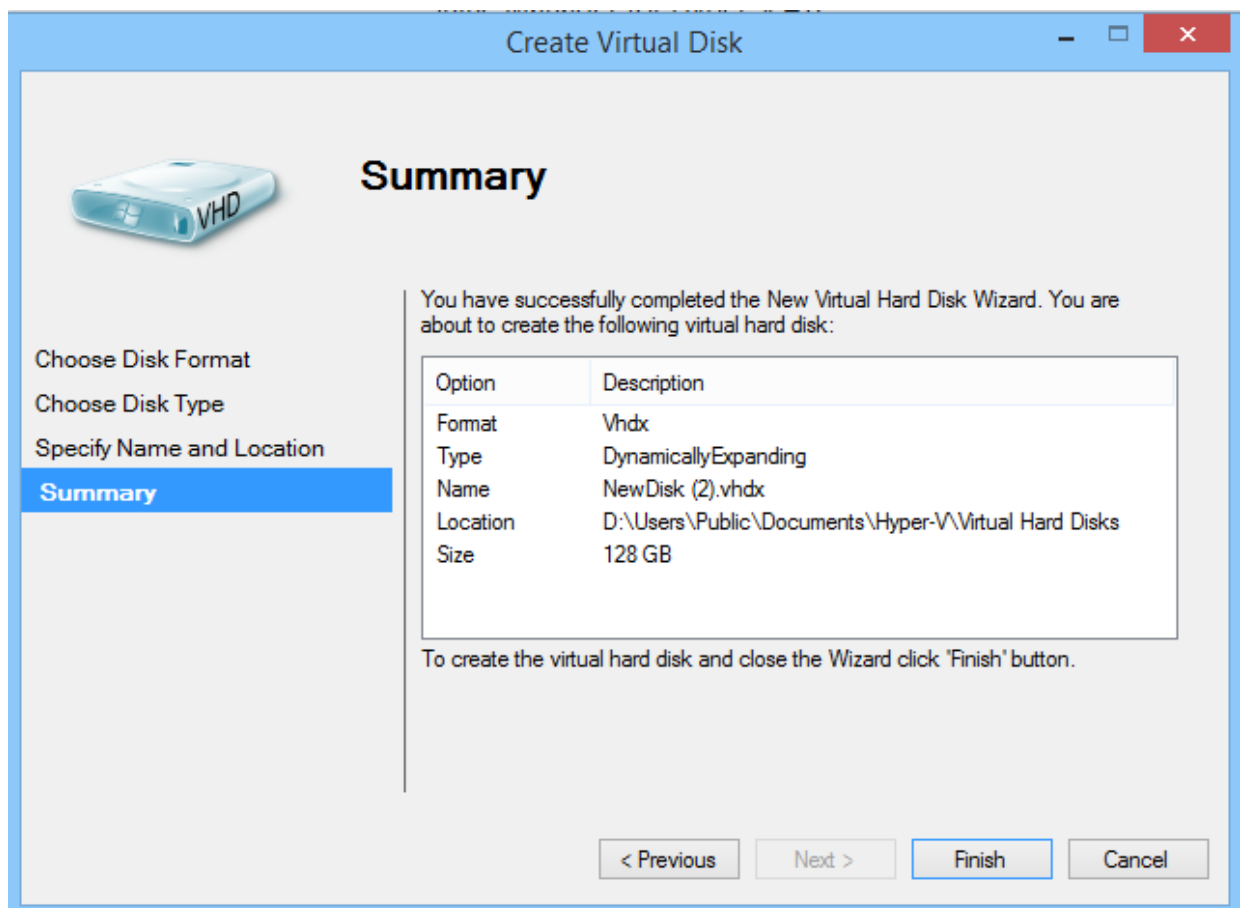 Create Virtual Disk
VHD
Summary
You have successfully completed the New Virtual Hard Disk Wizard. You are
about to create the following virtual hard disk:
Choose Disk Format
Choose Disk Type
Specify Name and Location
Summary
Option Description
Format Vhdx
Type DynamicallyExpanding
Name NewDisk (2).vhdx
Location D:\Users\Public\Documents\Hyper-V\Virtual Hard Disks
Size 128 GB
To create the virtual hard disk and close the Wizard click 'Finish' button.
< Previous Next > Finish Cancel